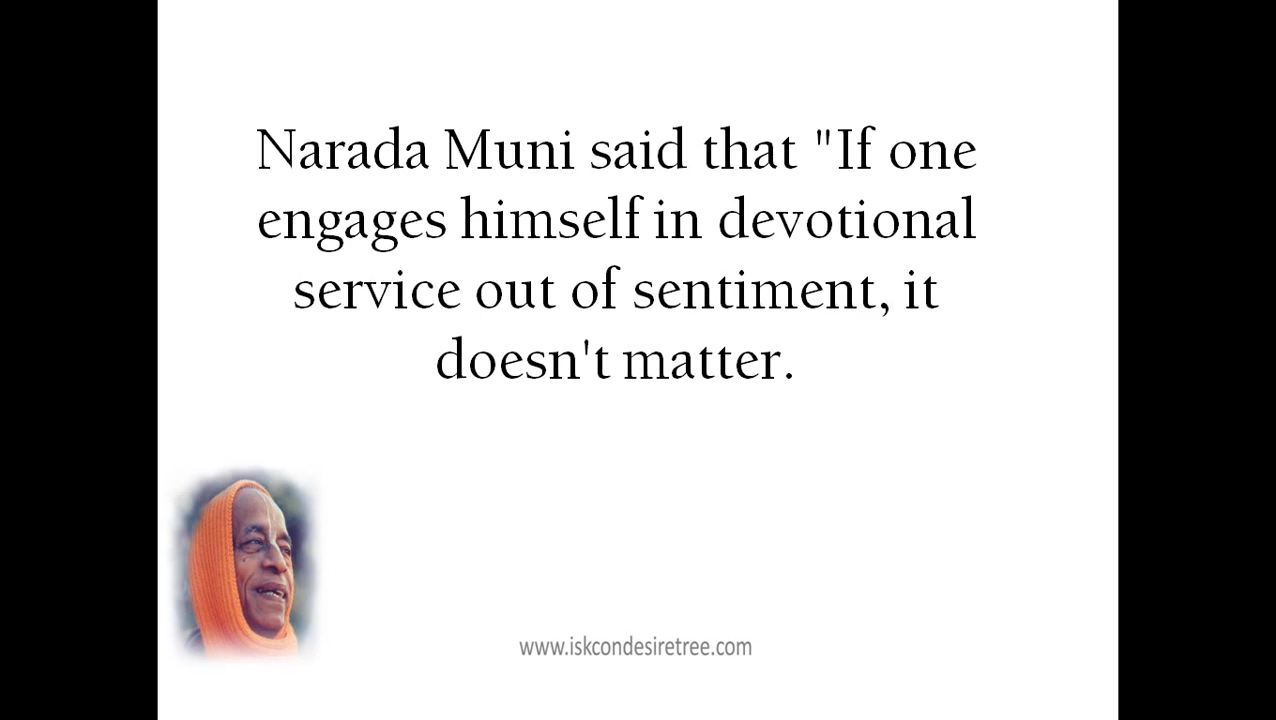 Narada Muni said that "If one
engages himself in devotional
service out of sentiment, it
doesn't matter.
www.iskcondesiretree.com